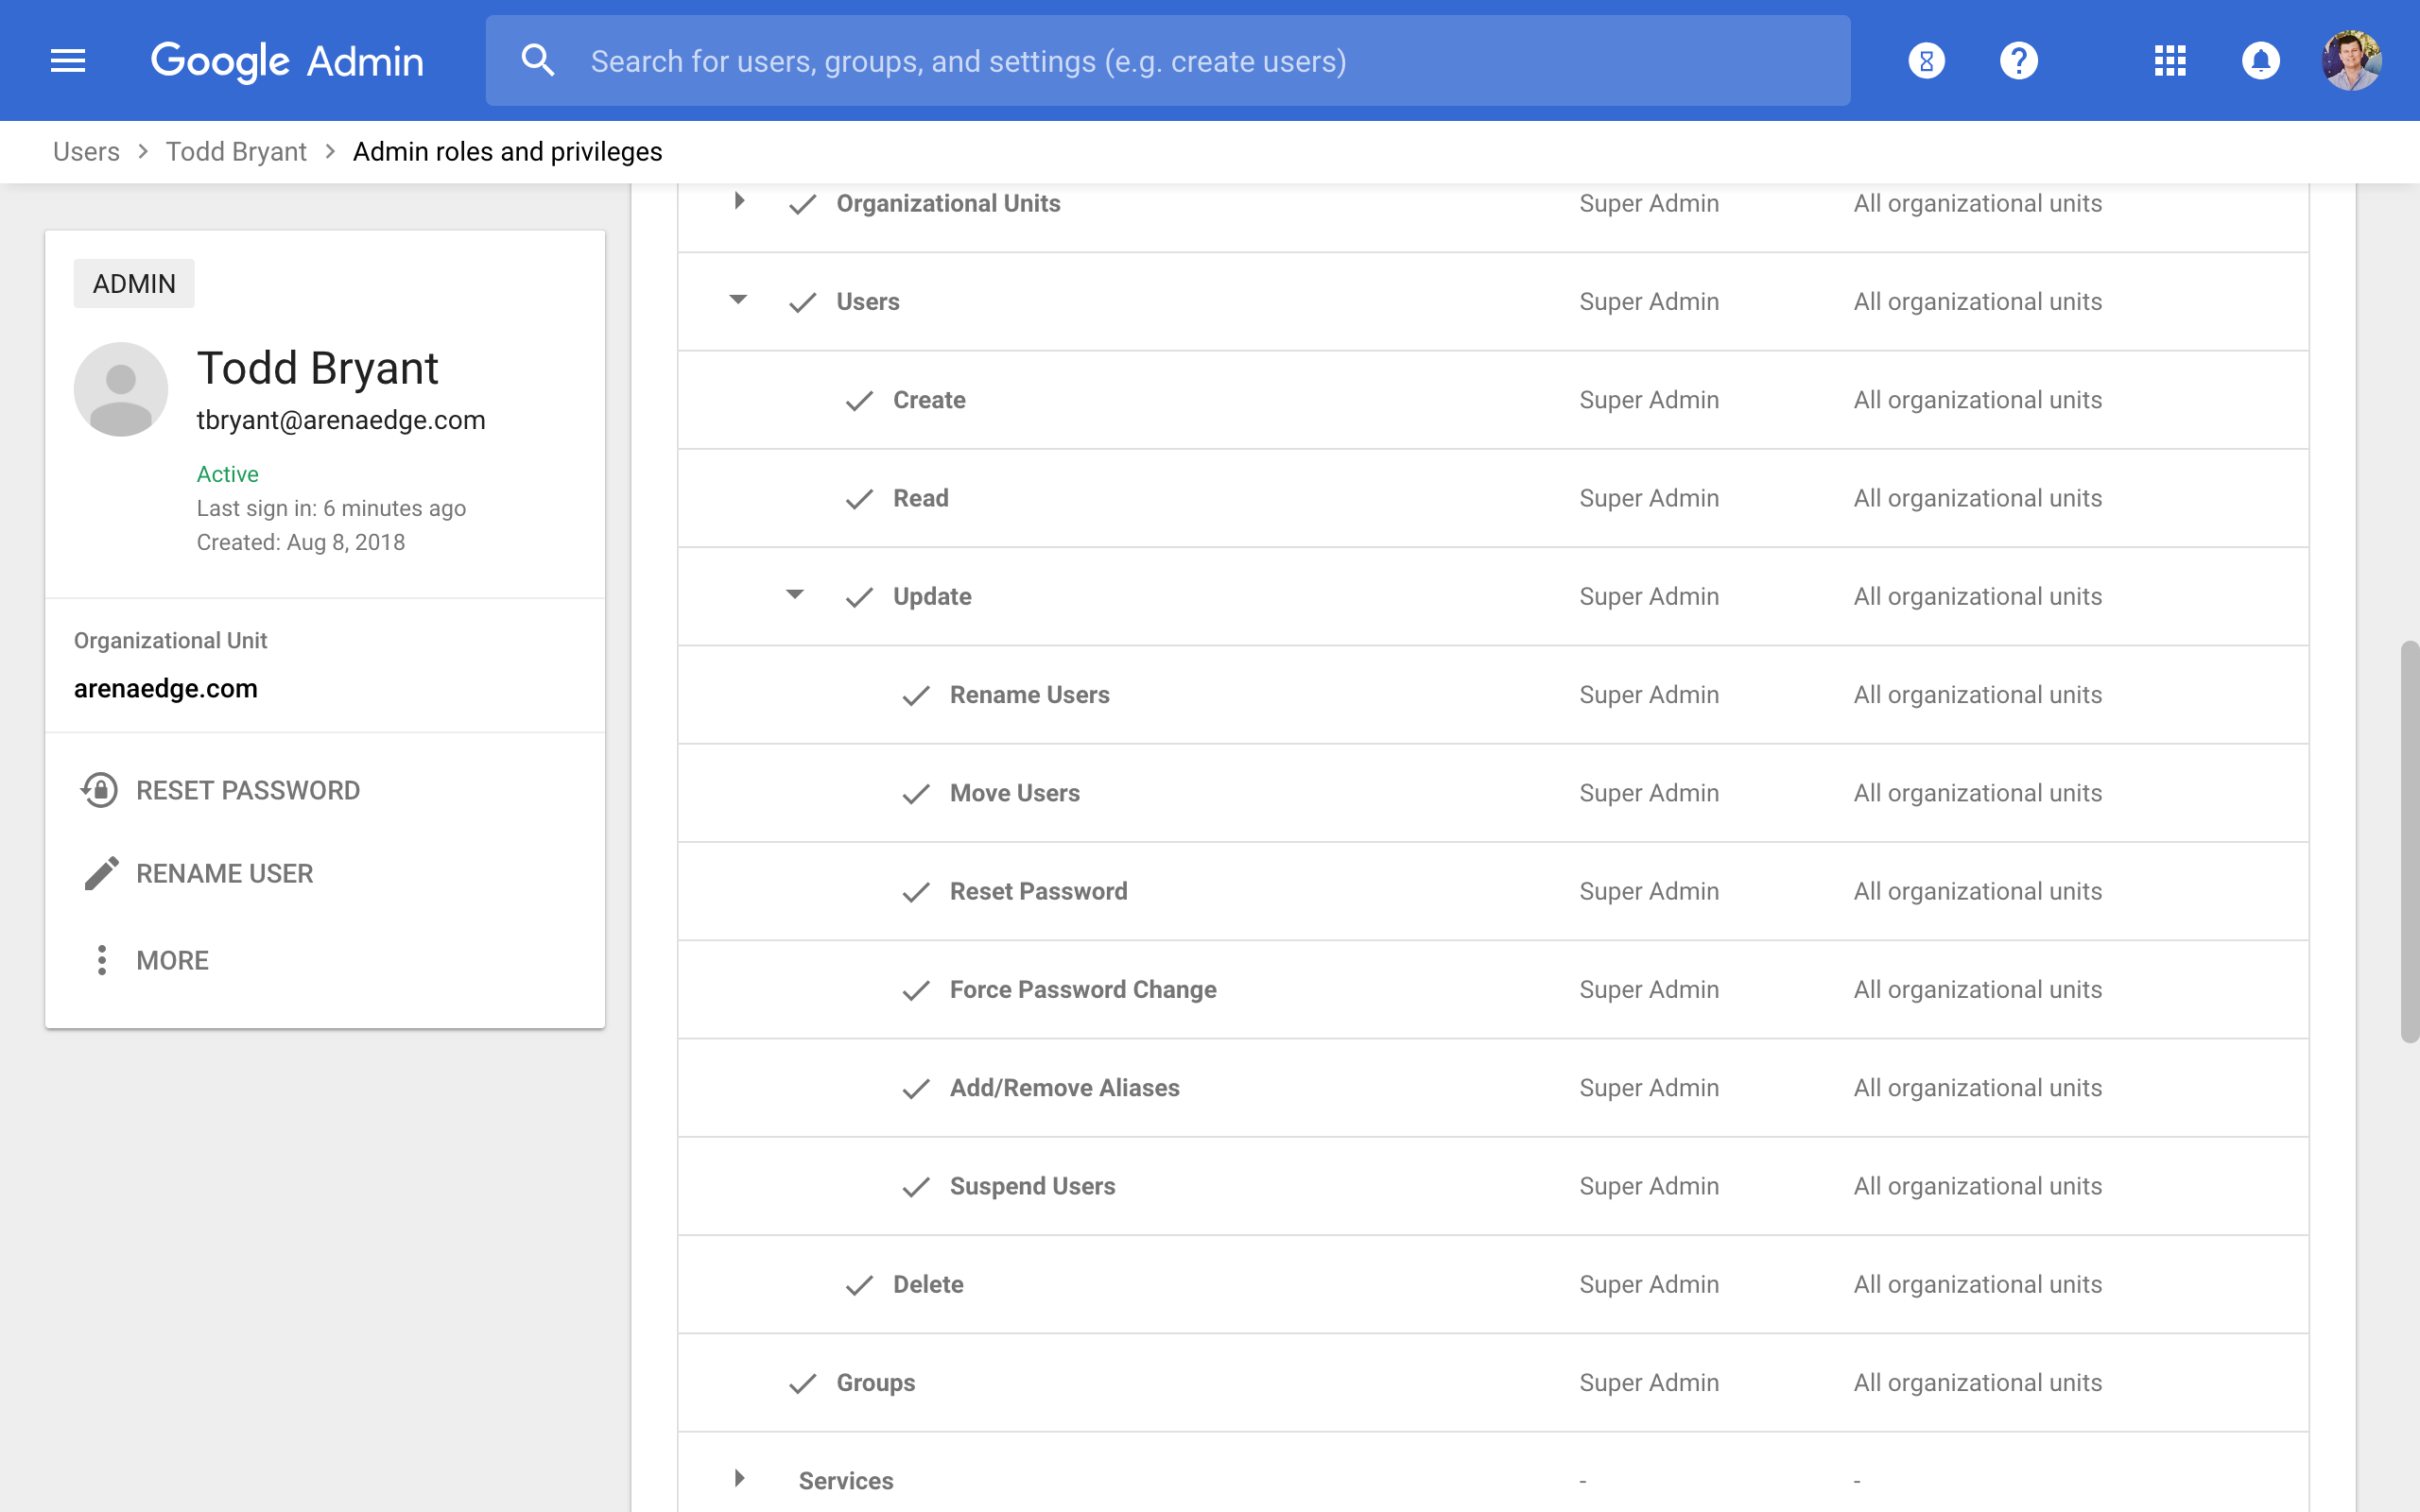 Google Admin
Search for users, groups, and settings (e.g. create users)
Users > Todd Bryant > Admin roles and privileges
ADMIN
Todd Bryant
tbryant@arenaedge.com
Active
Last sign in: 6 minutes ago
Created: Aug 8, 2018
Organizational Unit
arenaedge.com
RESET PASSWORD
RENAME USER
MORE
Organizational Units Super Admin All organizational units
Users Super Admin All organizational units
Create Super Admin All organizational units
Read Super Admin All organizational units
Update Super Admin All organizational units
Rename Users Super Admin All organizational units
Move Users Super Admin All organizational units
Reset Password Super Admin All organizational units
Force Password Change Super Admin All organizational units
Add/Remove Aliases Super Admin All organizational units
Suspend Users Super Admin All organizational units
Delete Super Admin All organizational units
Groups Super Admin All organizational units
Services - -